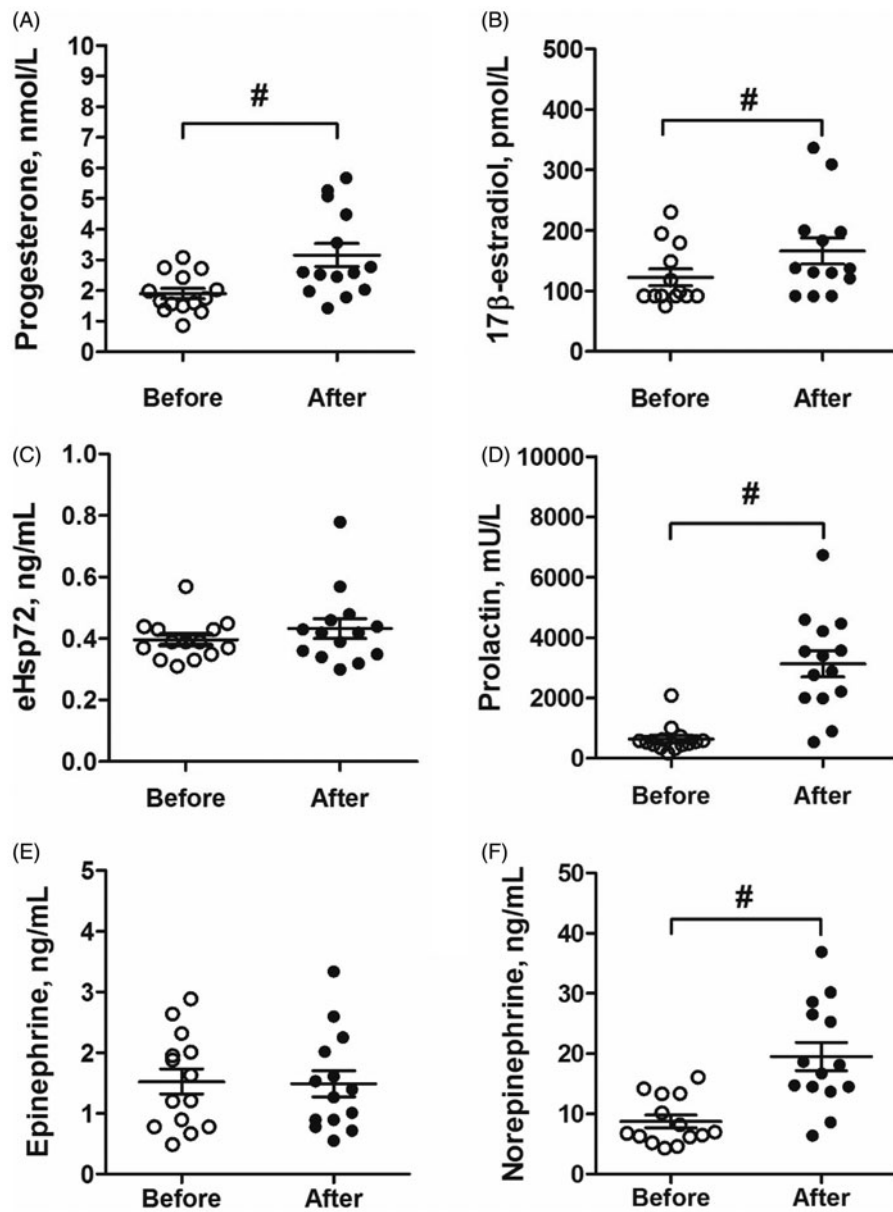 (A)
Progesterone, nmol/L
10
9
8
7
6
5
4
3
2
1
0
#
Before After
(B)
17β-estradiol, pmol/L
500
400
300
200
100
0
#
Before After
(C)
eHsp72, ng/mL
1.0
0.8
0.6
0.4
0.2
0.0
Before After
(D)
Prolactin, mU/L
10000
8000
6000
4000
2000
0
#
Before After
(E)
Epinephrine, ng/mL
5
4
3
2
1
0
Before After
(F)
Norepinephrine, ng/mL
50
40
30
20
10
0
#
Before After